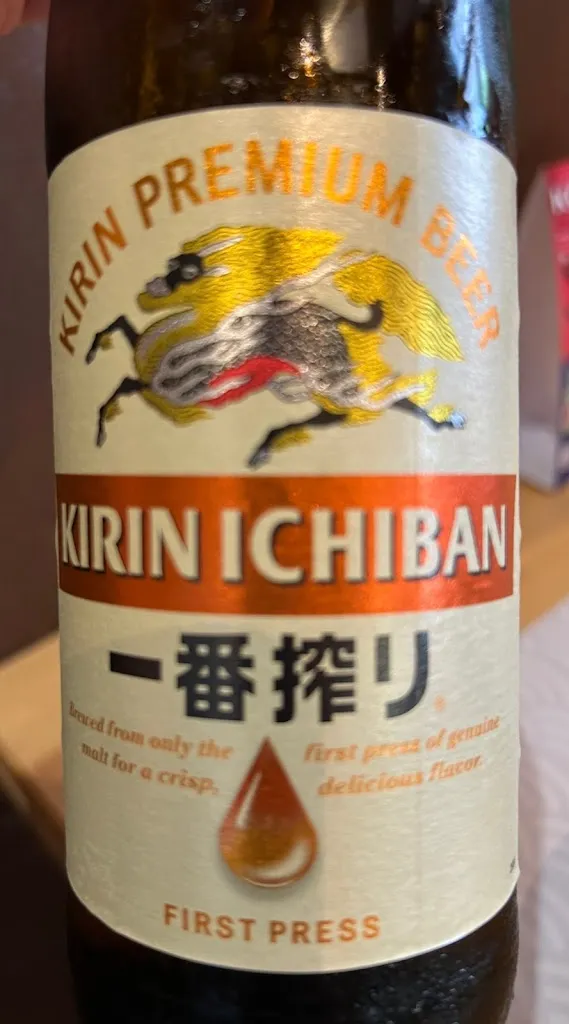 KIRIN PREMIUM BEER
KIRIN ICHIBAN
一番搾り
Brewed from only the first press of genuine
malt for a crisp, delicious flavor.
FIRST PRESS